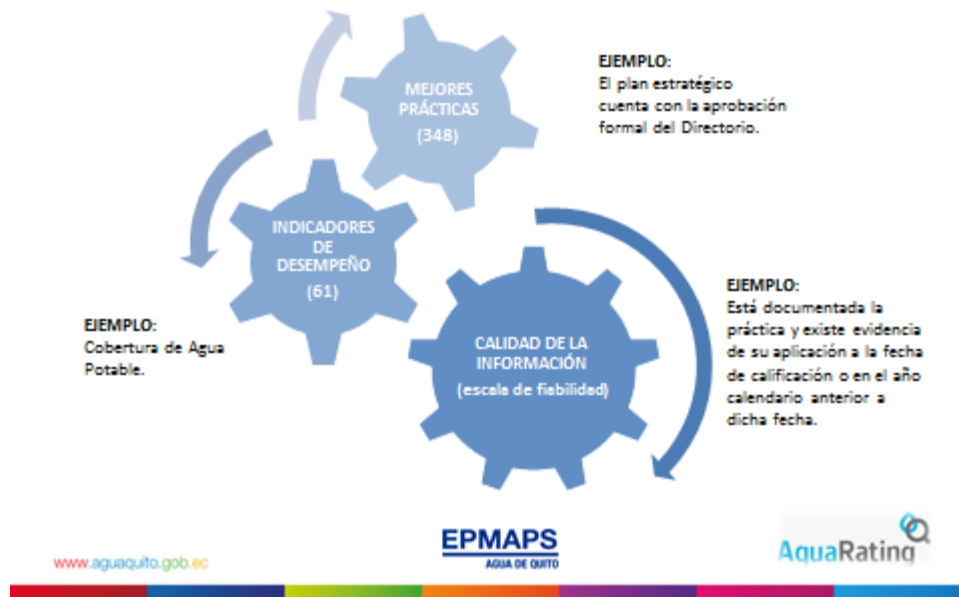 MEJORES
PRÁCTICAS
(348)
EJEMPLO:
El plan estratégico
cuenta con la aprobación
formal del Directorio.
INDICADORES
DE
DESEMPEÑO
(61)
EJEMPLO:
Cobertura de Agua
Potable.
CALIDAD DE LA
INFORMACIÓN
(escala de fiabilidad)
EJEMPLO:
Está documentada la
práctica y existe evidencia
de su aplicación a la fecha
de calificación o en el año
calendario anterior a
dicha fecha.
www.aguaquito.gob.ec
EPMAPS
AGUA DE QUITO
AquaRating